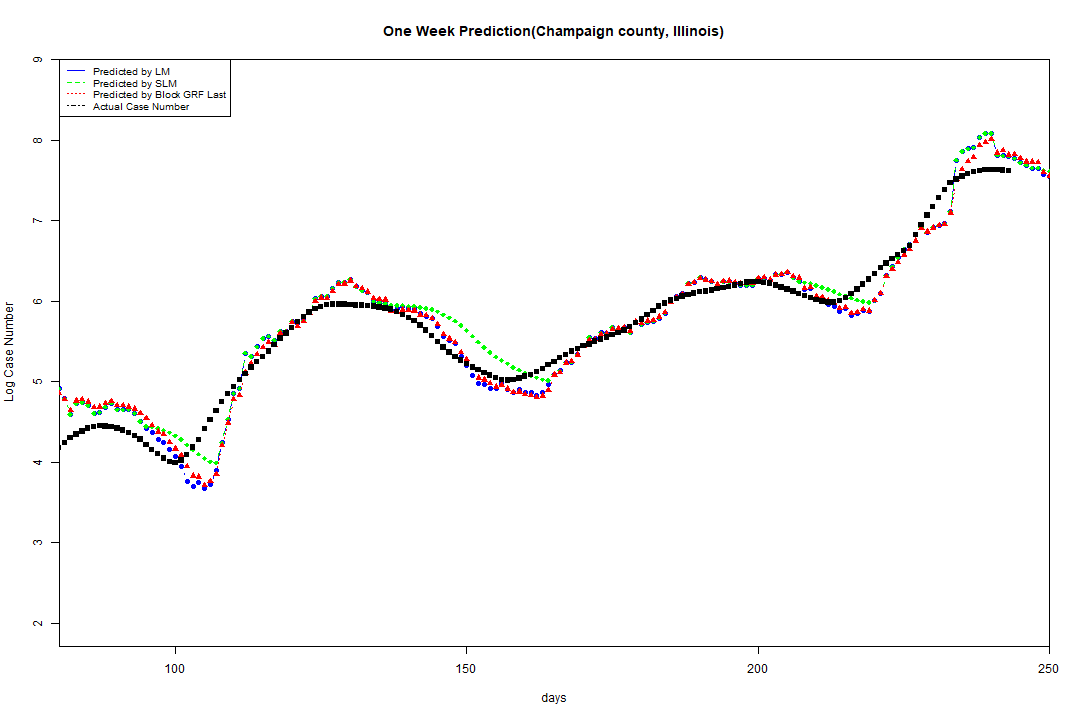 One Week Prediction(Champaign county, Illinois)
Predicted by LM
Predicted by SLM
Predicted by Block GRF Last
Actual Case Number
9
8
7
6
5
4
3
2
Log Case Number
100
150
200
250
days